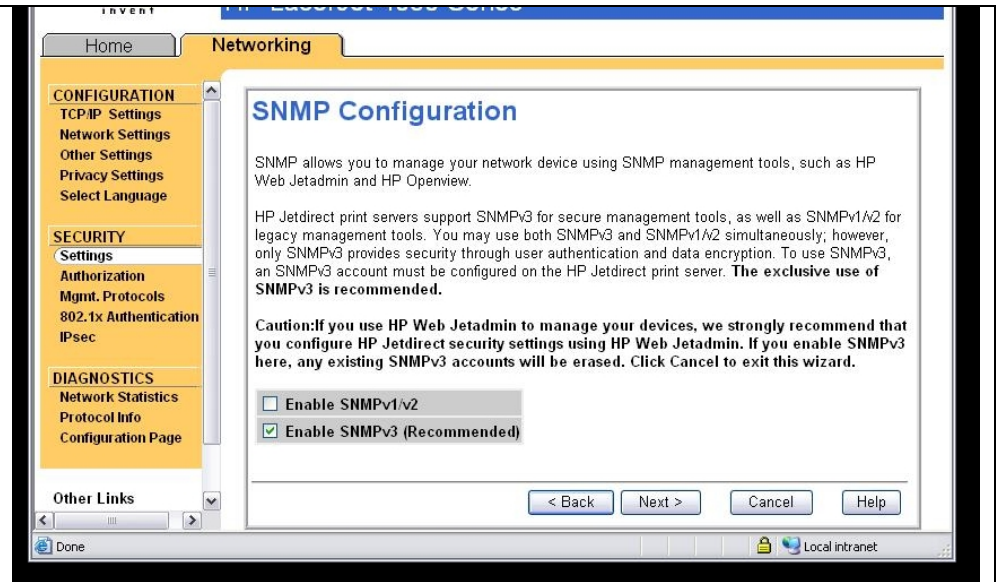 invent
Home
Networking
CONFIGURATION
TCP/IP Settings
Network Settings
Other Settings
Privacy Settings
Select Language
SECURITY
Settings
Authorization
Mgmt. Protocols
802.1x Authentication
IPsec
DIAGNOSTICS
Network Statistics
Protocol Info
Configuration Page
Other Links
SNMP Configuration
SNMP allows you to manage your network device using SNMP management tools, such as HP
Web Jetadmin and HP Openview.
HP Jetdirect print servers support SNMPv3 for secure management tools, as well as SNMPv1/v2 for
legacy management tools. You may use both SNMPv3 and SNMPv1/v2 simultaneously; however,
only SNMPv3 provides security through user authentication and data encryption. To use SNMPv3,
an SNMPv3 account must be configured on the HP Jetdirect print server. The exclusive use of
SNMPv3 is recommended.
Caution:If you use HP Web Jetadmin to manage your devices, we strongly recommend that
you configure HP Jetdirect security settings using HP Web Jetadmin. If you enable SNMPv3
here, any existing SNMPv3 accounts will be erased. Click Cancel to exit this wizard.
Enable SNMPv1/v2
Enable SNMPv3 (Recommended)
< Back
Next >
Cancel
Help
Done
Local intranet